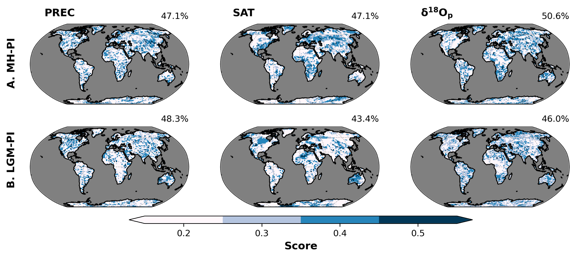 PREC 47.1% SAT 47.1% δ¹⁸Oₚ 50.6%
A. MH-PI
48.3% 43.4% 46.0%
B. LGM-PI
0.2 0.3 0.4 0.5
Score